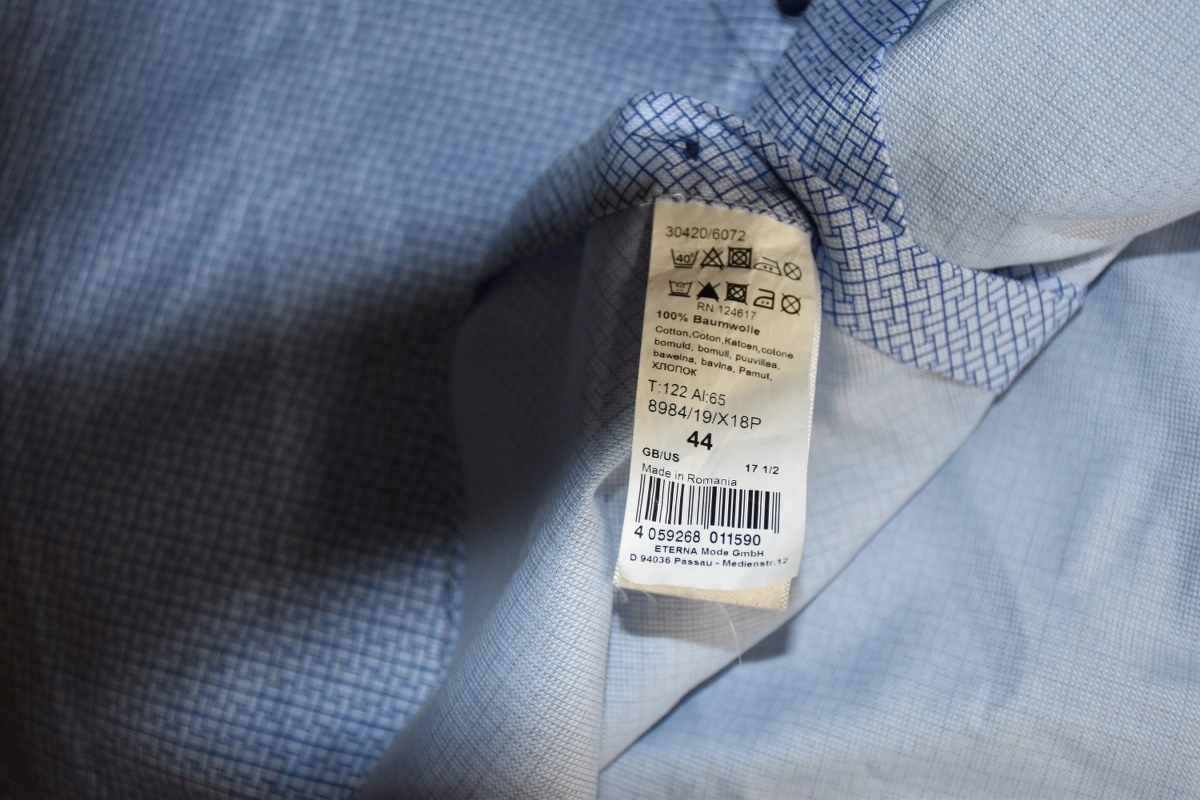 30420/6072
40
RN 124617
100% Baumwolle
Cotton,Coton,Katoen,cotone
bomuld, bomull, puuvillaa,
bawelna, bavlna, Pamut,
ХЛОПОК
T:122 AI:65
8984/19/X18P
44
GB/US 17 1/2
Made in Romania
4 059268 011590
ETERNA Mode GmbH
D 94036 Passau - Medienstr.12